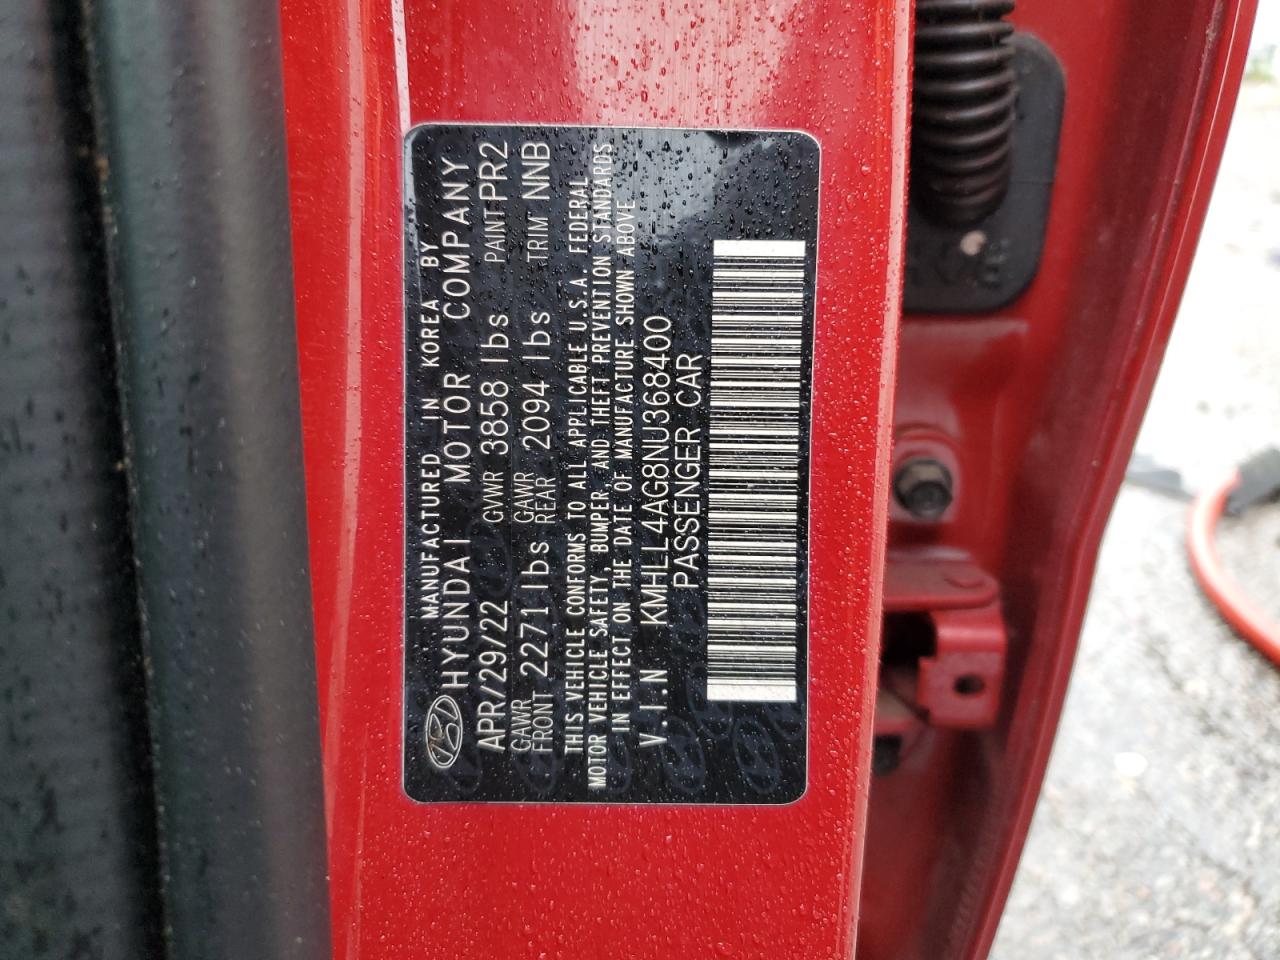 MANUFACTURED IN KOREA BY
HYUNDAI MOTOR COMPANY
APR/29/22 GVWR 3858 lbs PAINT PR2
GAWR FRONT 2271 lbs GAWR REAR 2094 lbs TRIM NNB
THIS VEHICLE CONFORMS TO ALL APPLICABLE U.S.A. FEDERAL
MOTOR VEHICLE SAFETY, BUMPER, AND THEFT PREVENTION STANDARDS
IN EFFECT ON THE DATE OF MANUFACTURE SHOWN ABOVE
V.I.N KMHLL4AG8NU368400
PASSENGER CAR